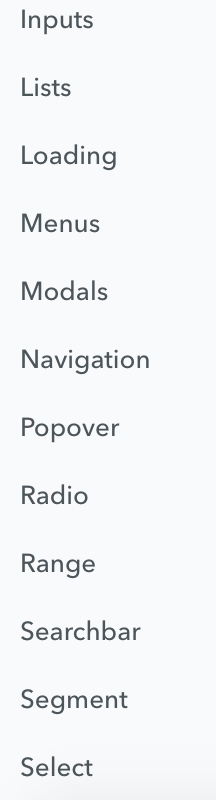 Inputs
Lists
Loading
Menus
Modals
Navigation
Popover
Radio
Range
Searchbar
Segment
Select